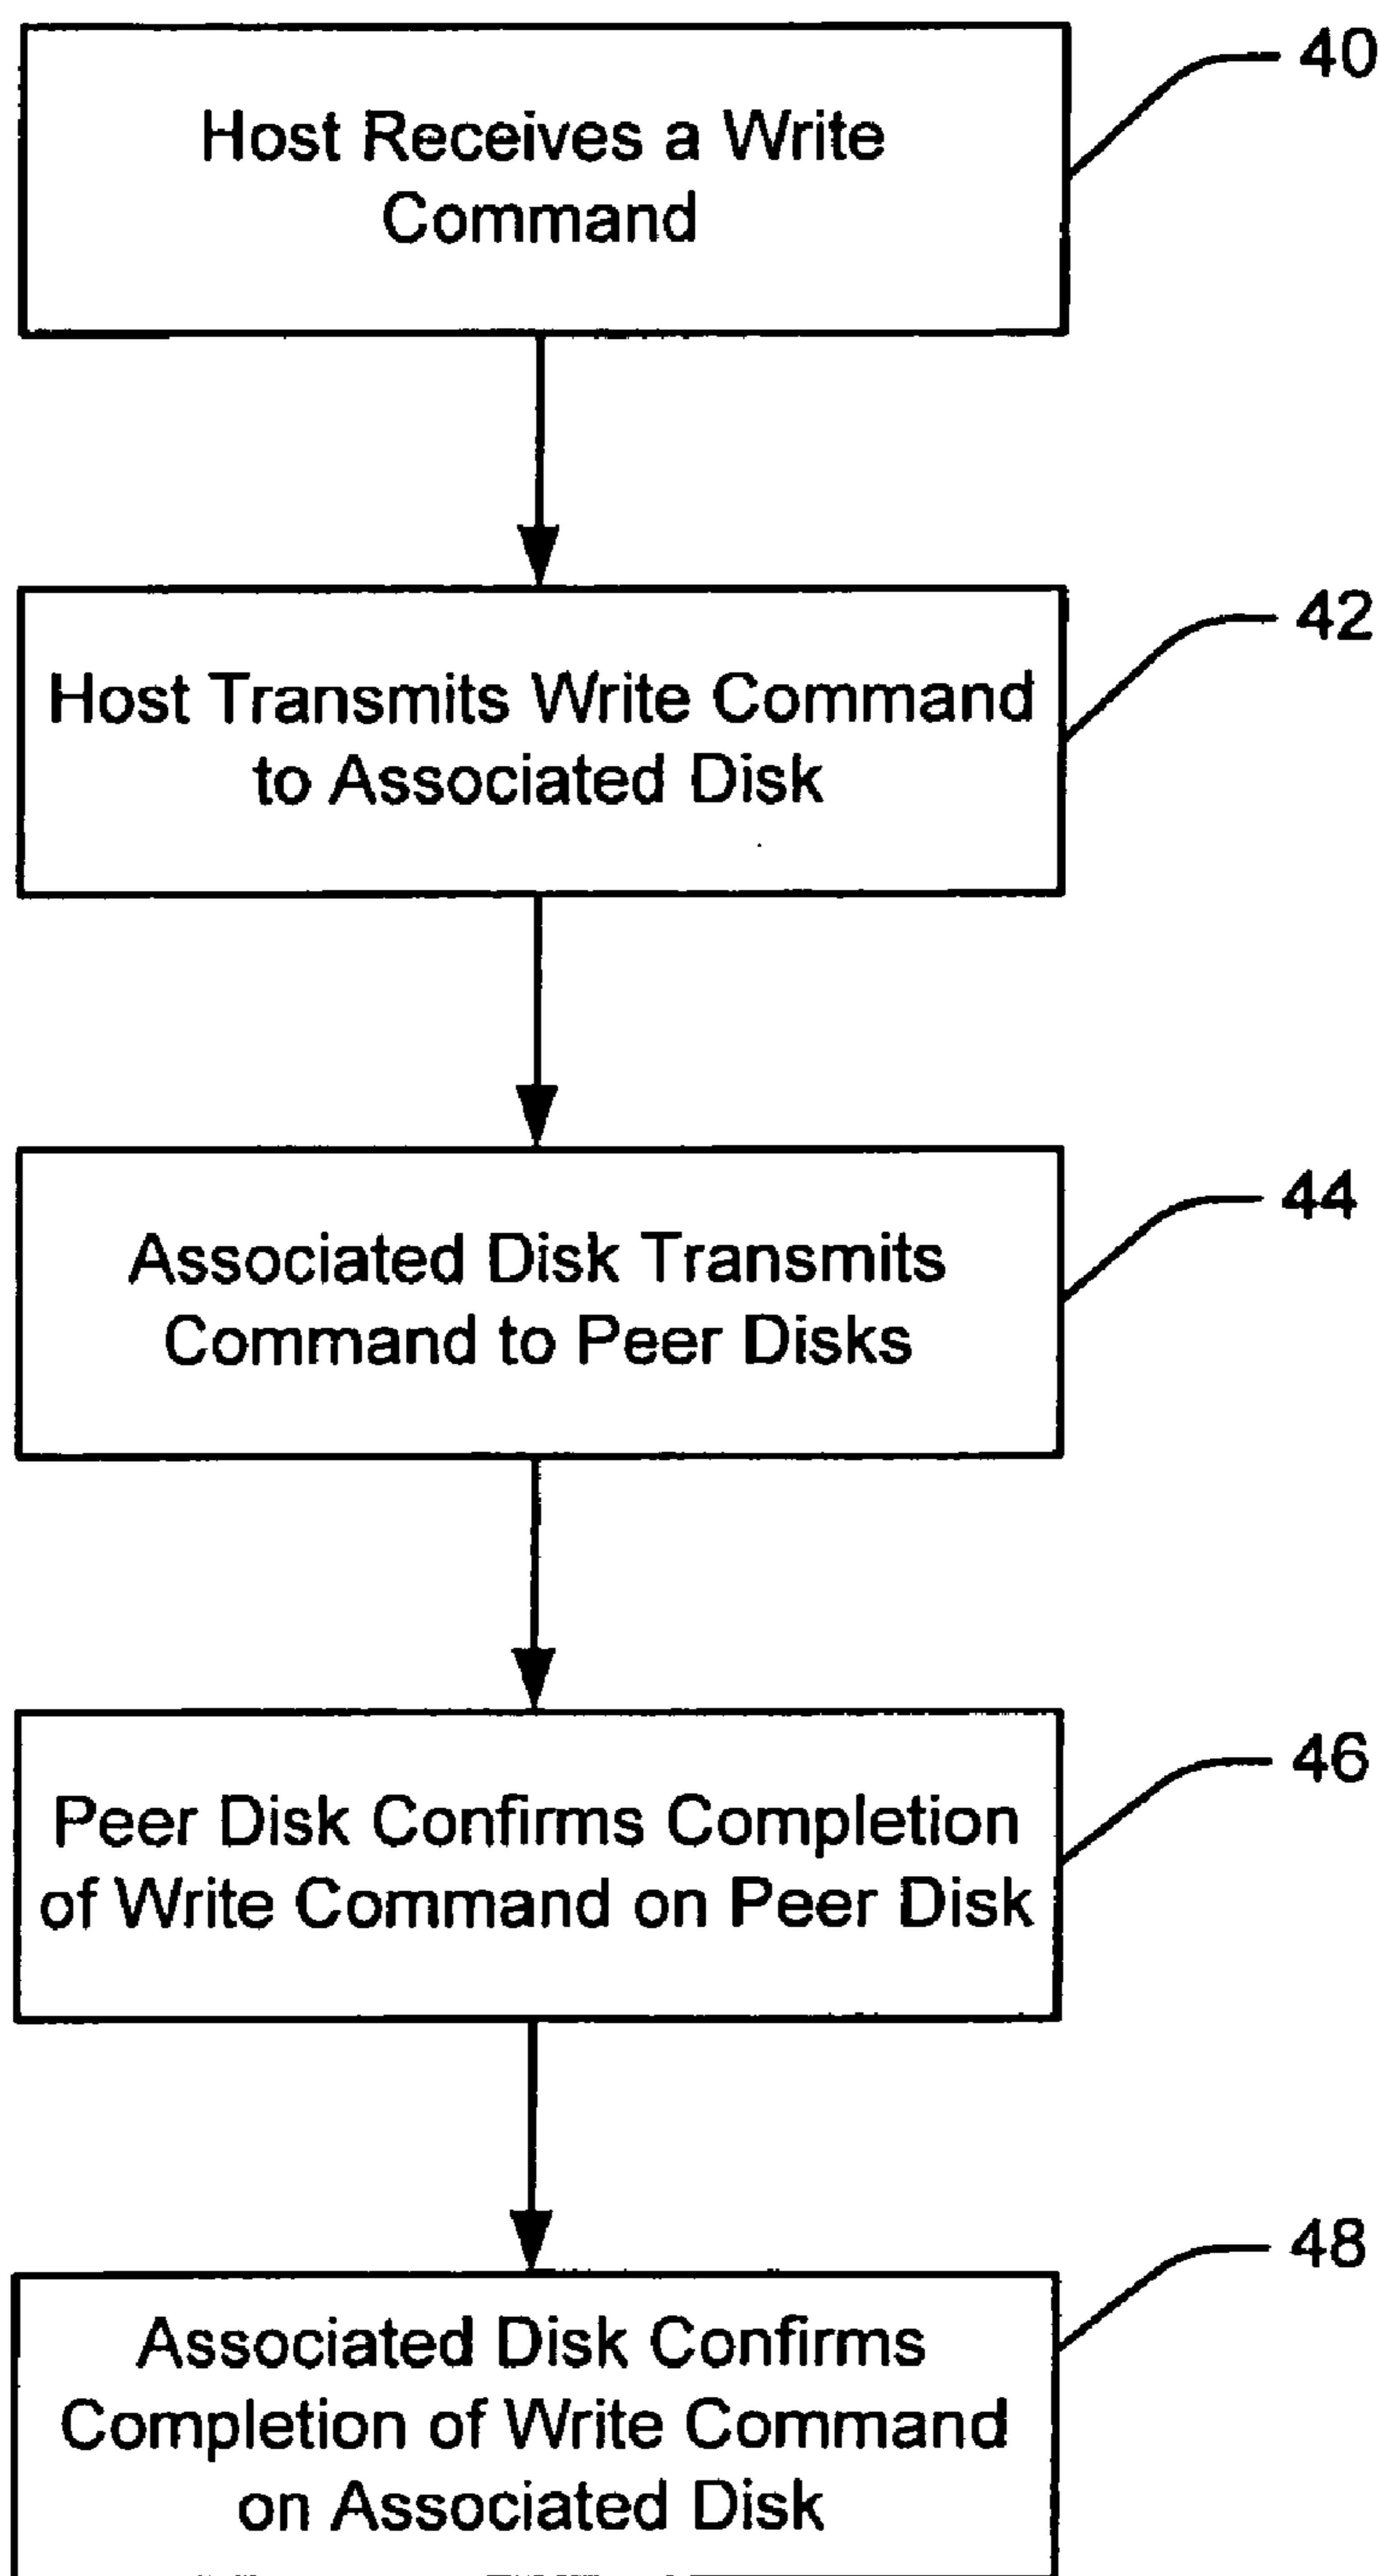 Host Receives a Write
Command
40
Host Transmits Write Command
to Associated Disk
42
Associated Disk Transmits
Command to Peer Disks
44
Peer Disk Confirms Completion
of Write Command on Peer Disk
46
Associated Disk Confirms
Completion of Write Command
on Associated Disk
48